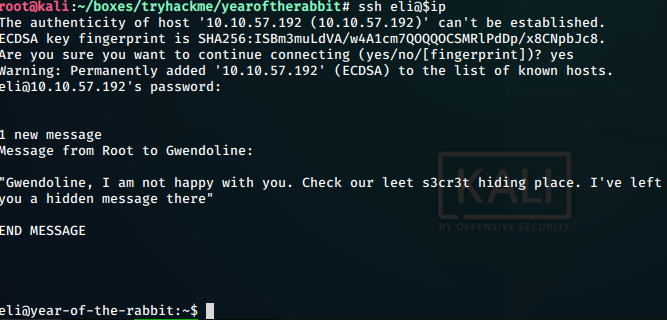 root@kali:~/boxes/tryhackme/yearoftherabbit# ssh eli@$ip
The authenticity of host '10.10.57.192 (10.10.57.192)' can't be established.
ECDSA key fingerprint is SHA256:ISBm3muLdVA/w4A1cm7QOQQOCSMRlPdDp/x8CNpbJc8.
Are you sure you want to continue connecting (yes/no/[fingerprint])? yes
Warning: Permanently added '10.10.57.192' (ECDSA) to the list of known hosts.
eli@10.10.57.192's password:
1 new message
Message from Root to Gwendoline:
"Gwendoline, I am not happy with you. Check our leet s3cr3t hiding place. I've left
you a hidden message there"
END MESSAGE
KALI
BY OFFENSIVE SECURITY
eli@year-of-the-rabbit:~$